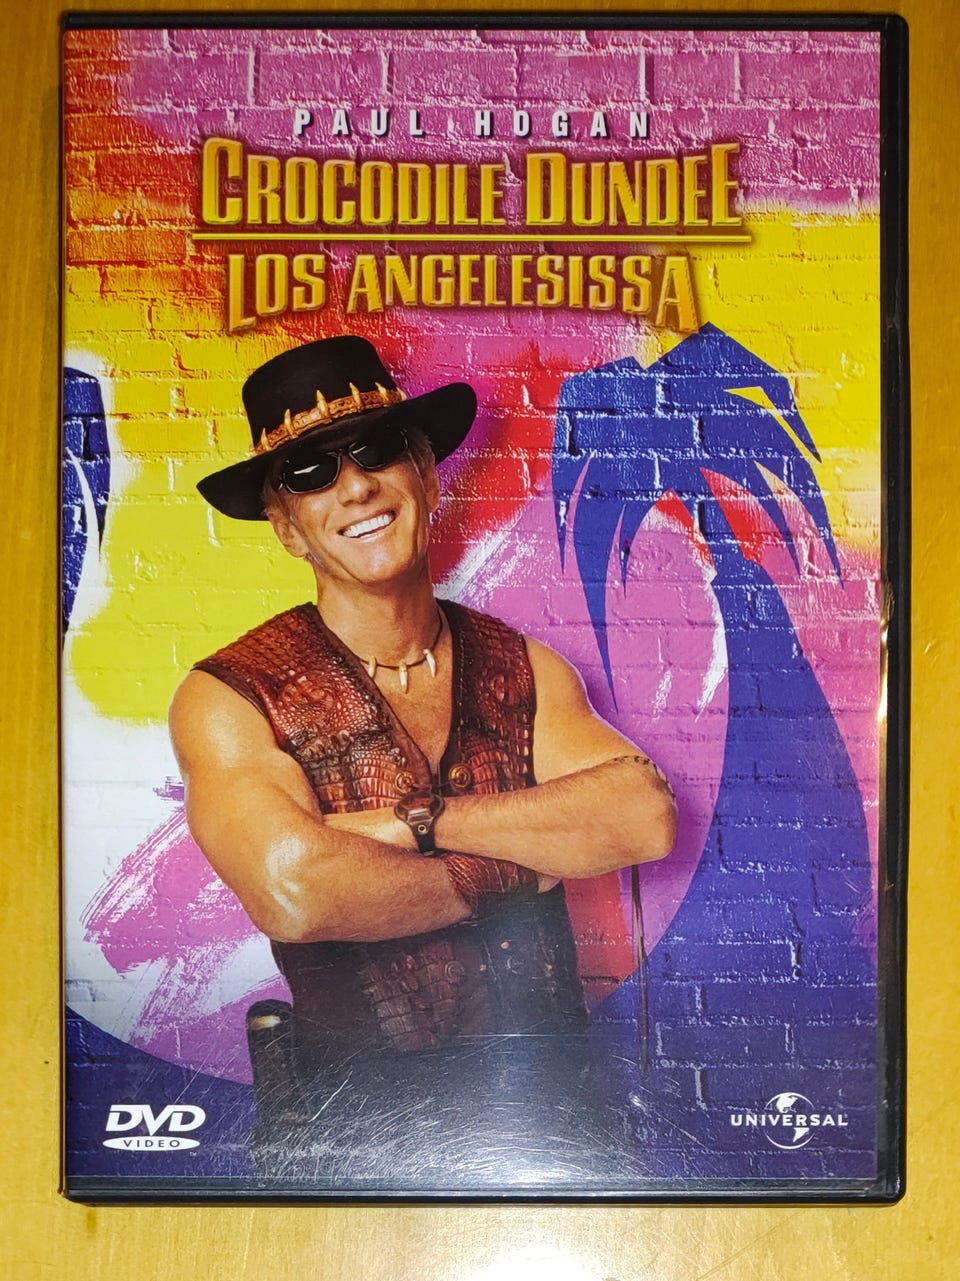 PAUL HOGAN
CROCODILE DUNDEE
LOS ANGELESISSA
DVD
VIDEO
UNIVERSAL